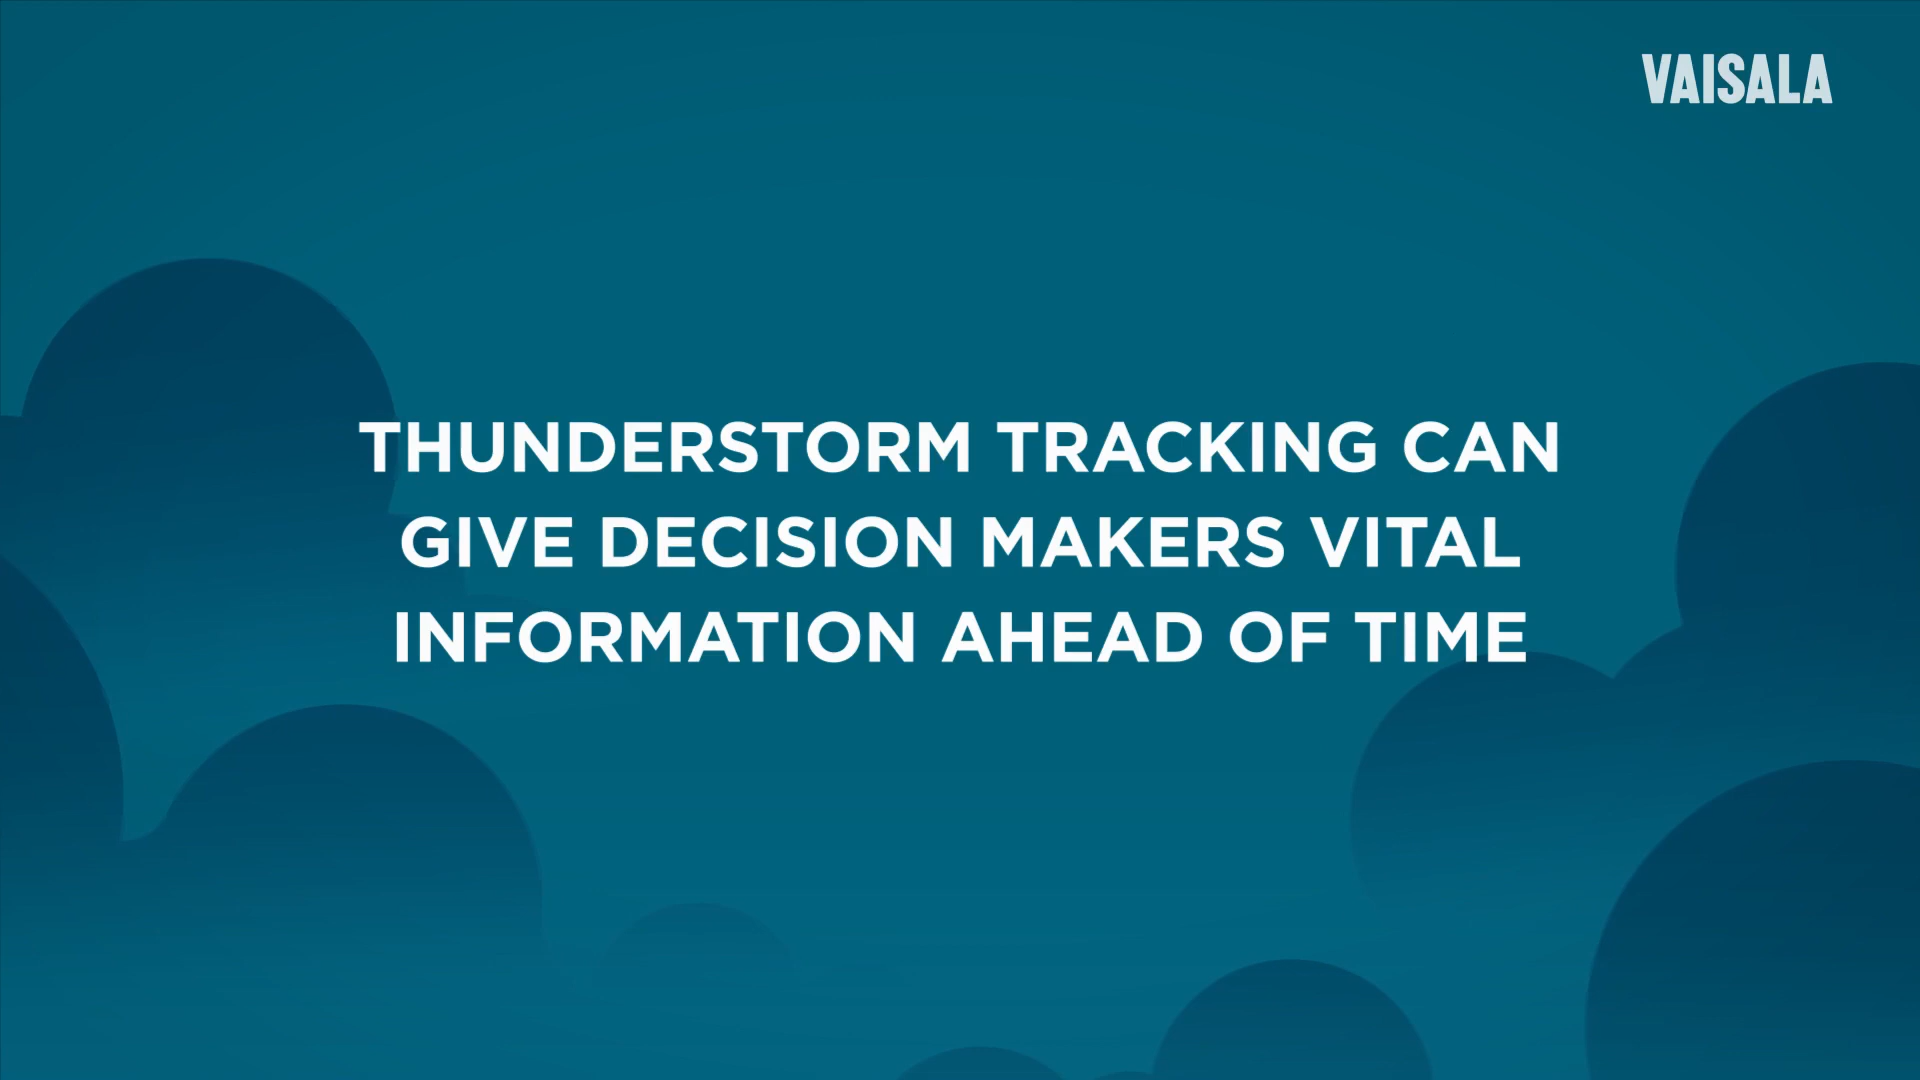 VAISALA
THUNDERSTORM TRACKING CAN
GIVE DECISION MAKERS VITAL
INFORMATION AHEAD OF TIME